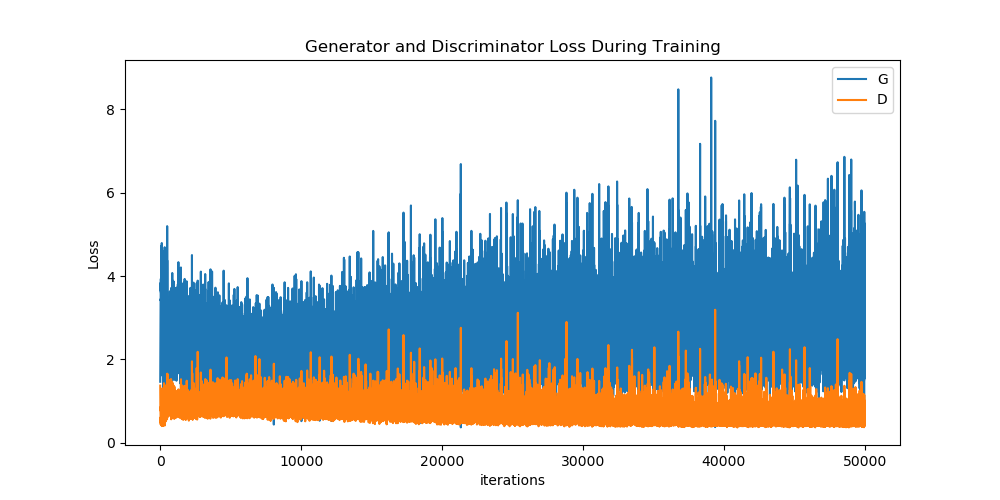 Generator and Discriminator Loss During Training
G
D
8
6
4
2
0
Loss
0 10000 20000 30000 40000 50000
iterations